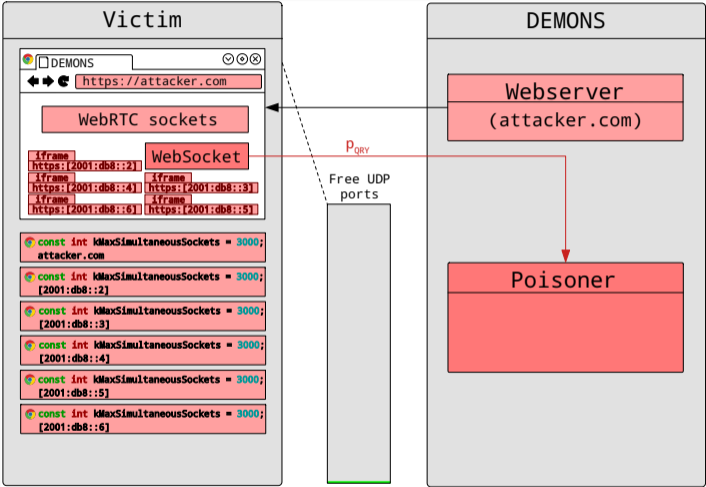 Victim
DEMONS
https://attacker.com
WebRTC sockets
WebSocket
iframe
https:[2001:db8::2]
iframe
https:[2001:db8::4]
iframe
https:[2001:db8::3]
iframe
https:[2001:db8::6]
iframe
https:[2001:db8::5]
const int kMaxSimultaneousSockets = 3000;
attacker.com
const int kMaxSimultaneousSockets = 3000;
[2001:db8::2]
const int kMaxSimultaneousSockets = 3000;
[2001:db8::3]
const int kMaxSimultaneousSockets = 3000;
[2001:db8::4]
const int kMaxSimultaneousSockets = 3000;
[2001:db8::5]
const int kMaxSimultaneousSockets = 3000;
[2001:db8::6]
Free UDP
ports
pQRY
DEMONS
Webserver
(attacker.com)
Poisoner